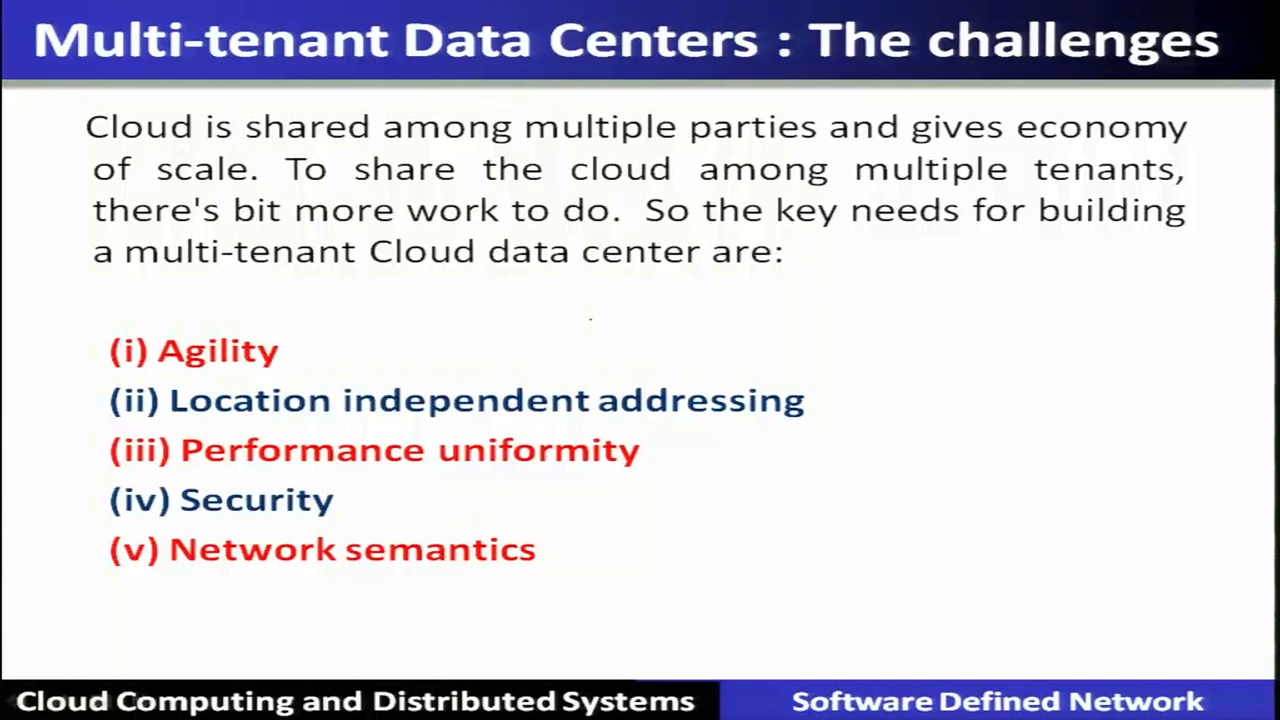 Multi-tenant Data Centers : The challenges
Cloud is shared among multiple parties and gives economy
of scale. To share the cloud among multiple tenants,
there's bit more work to do. So the key needs for building
a multi-tenant Cloud data center are:
(i) Agility
(ii) Location independent addressing
(iii) Performance uniformity
(iv) Security
(v) Network semantics
Cloud Computing and Distributed Systems
Software Defined Network